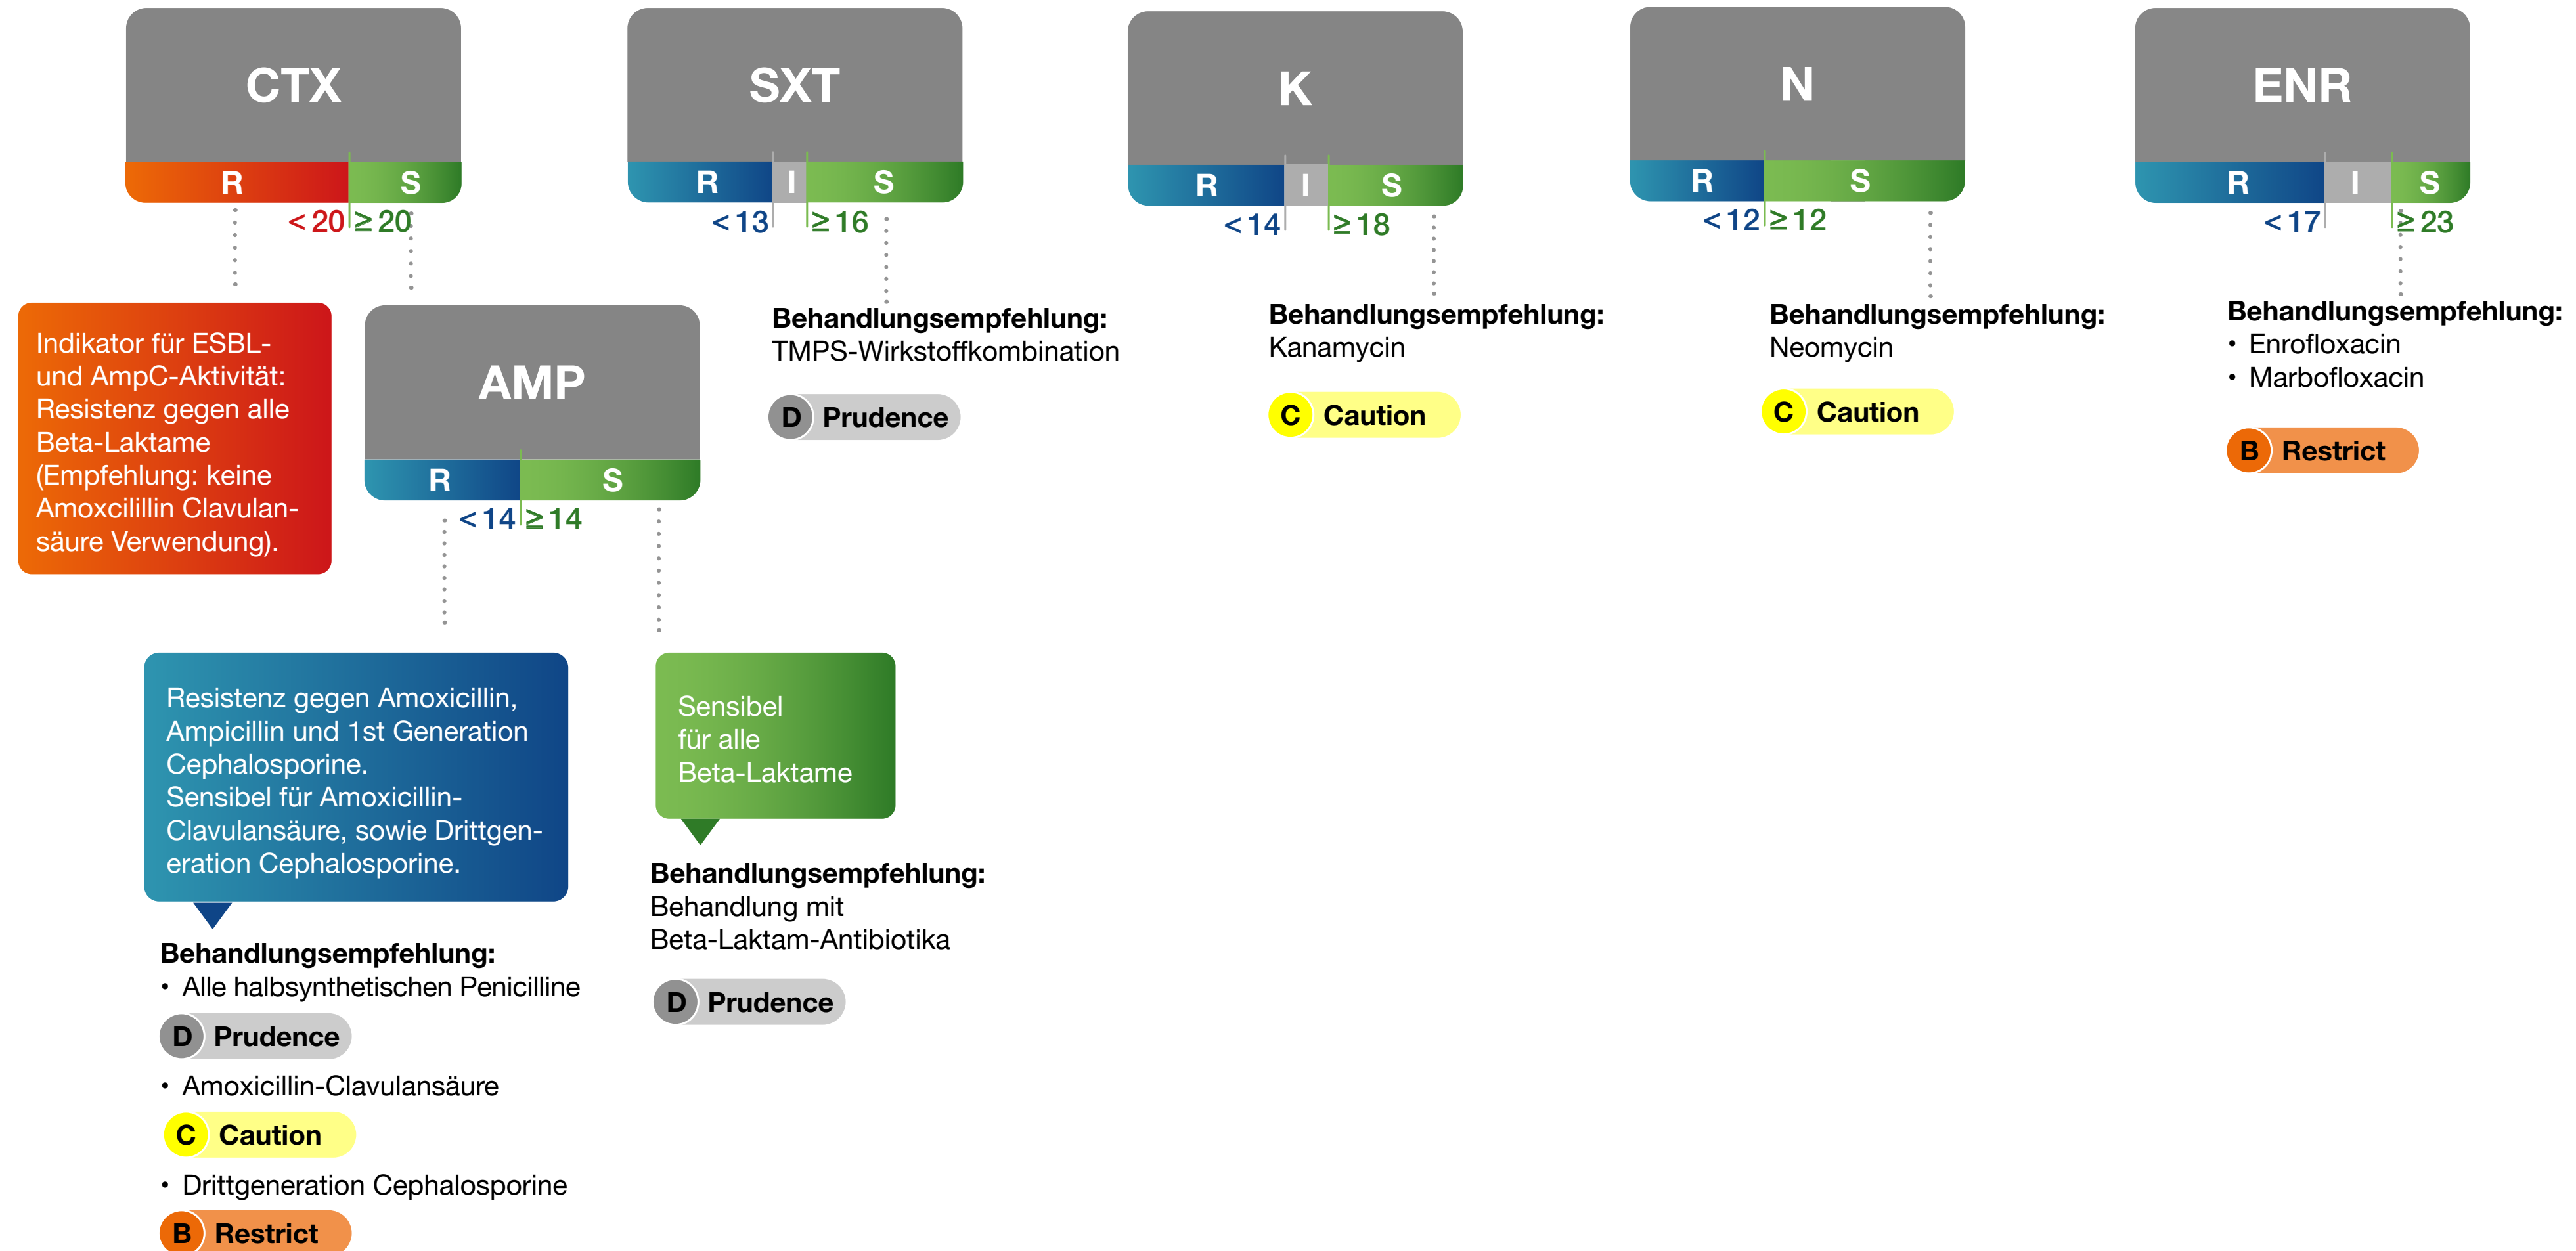 CTX
R
S
<20
≥20
Indikator für ESBL-
und AmpC-Aktivität:
Resistenz gegen alle
Beta-Laktame
(Empfehlung: keine
Amoxcilillin Clavulan-
säure Verwendung).
AMP
R
S
<14
≥14
Resistenz gegen Amoxicillin,
Ampicillin und 1st Generation
Cephalosporine.
Sensibel für Amoxicillin-
Clavulansäure, sowie Drittgen-
eration Cephalosporine.
Behandlungsempfehlung:
• Alle halbsynthetischen Penicilline
D Prudence
• Amoxicillin-Clavulansäure
C Caution
• Drittgeneration Cephalosporine
B Restrict
Sensibel
für alle
Beta-Laktame
Behandlungsempfehlung:
Behandlung mit
Beta-Laktam-Antibiotika
D Prudence
SXT
R
I
S
<13
≥16
Behandlungsempfehlung:
TMPS-Wirkstoffkombination
D Prudence
K
R
I
S
<14
≥18
Behandlungsempfehlung:
Kanamycin
C Caution
N
R
S
<12
≥12
Behandlungsempfehlung:
Neomycin
C Caution
ENR
R
I
S
<17
≥23
Behandlungsempfehlung:
• Enrofloxacin
• Marbofloxacin
B Restrict